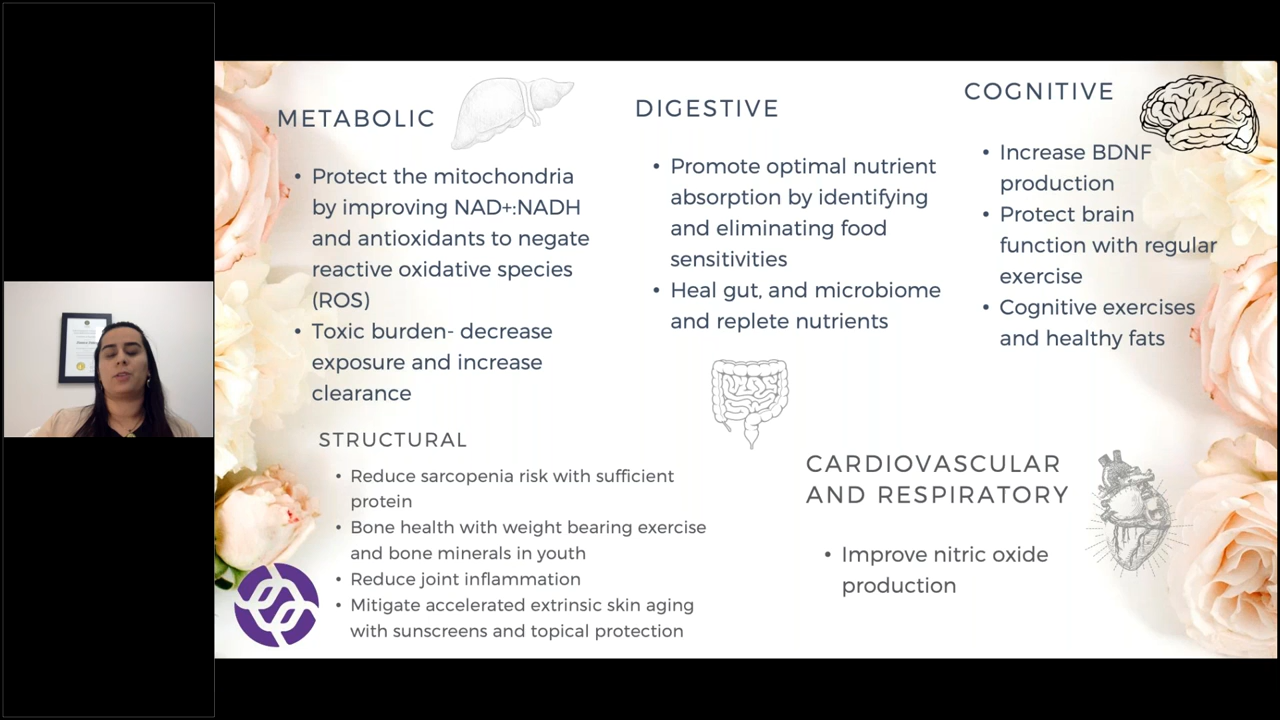 METABOLIC
• Protect the mitochondria
by improving NAD+:NADH
and antioxidants to negate
reactive oxidative species
(ROS)
• Toxic burden- decrease
exposure and increase
clearance
DIGESTIVE
• Promote optimal nutrient
absorption by identifying
and eliminating food
sensitivities
• Heal gut, and microbiome
and replete nutrients
COGNITIVE
• Increase BDNF
production
• Protect brain
function with regular
exercise
• Cognitive exercises
and healthy fats
STRUCTURAL
• Reduce sarcopenia risk with sufficient
protein
• Bone health with weight bearing exercise
and bone minerals in youth
• Reduce joint inflammation
• Mitigate accelerated extrinsic skin aging
with sunscreens and topical protection
CARDIOVASCULAR
AND RESPIRATORY
• Improve nitric oxide
production